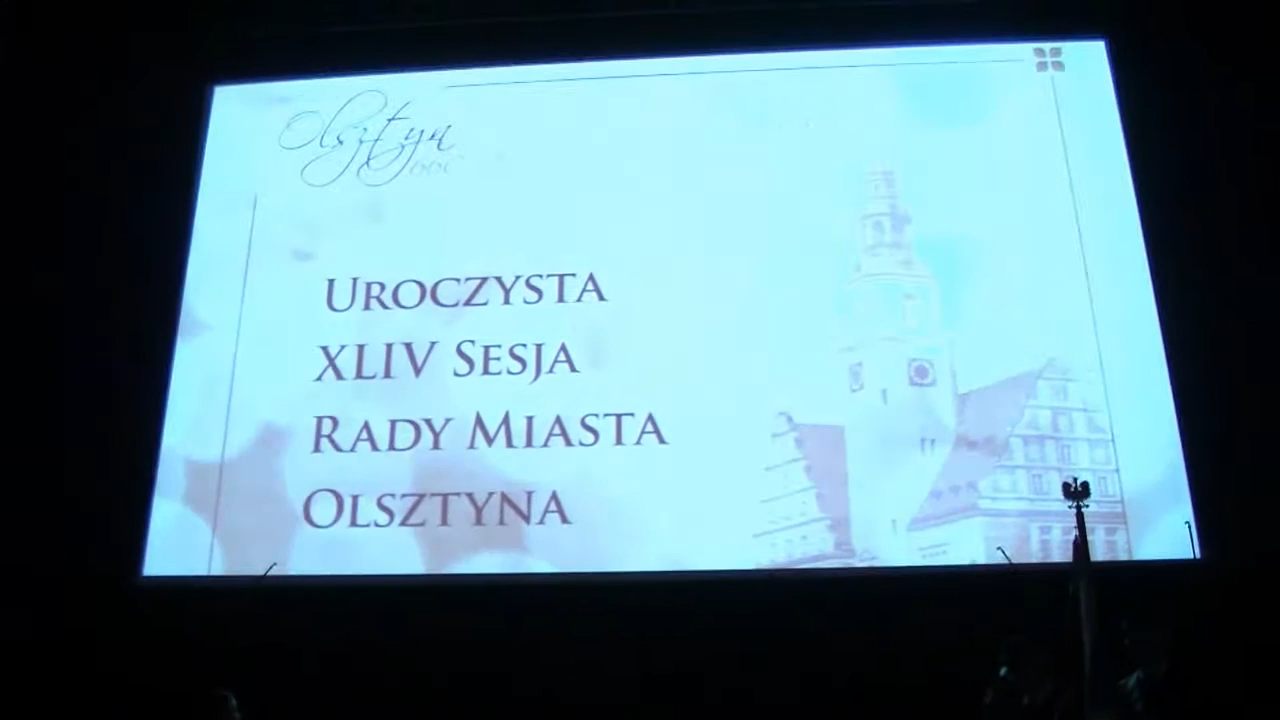 Olsztyn
Uroczysta
XLIV Sesja
Rady Miasta
Olsztyna